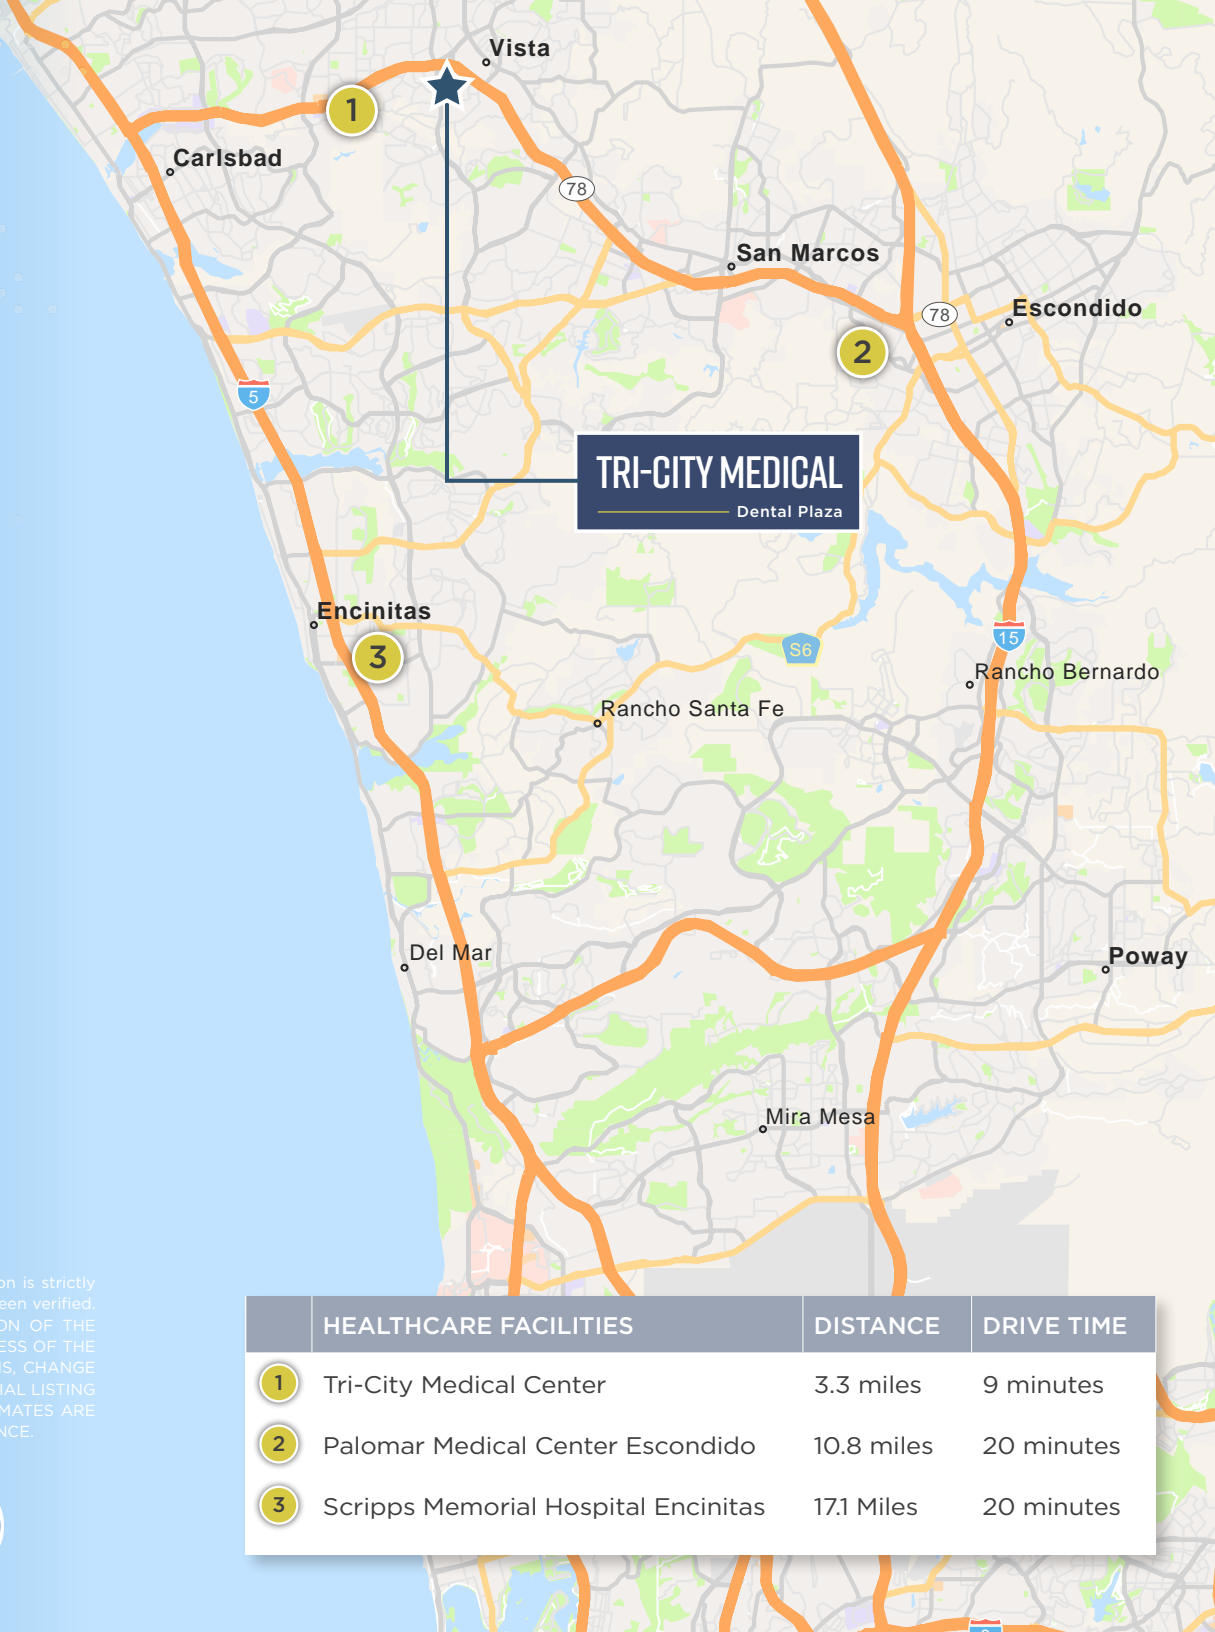 Vista
1
Carlsbad
78
San Marcos
78
Escondido
2
5
TRI-CITY MEDICAL
Dental Plaza
Encinitas
3
15
S6
Rancho Bernardo
Rancho Santa Fe
Del Mar
Poway
Mira Mesa
on is strictly
een verified.
ON OF THE
ESS OF THE
NS, CHANGE
IAL LISTING
MATES ARE
NCE.
HEALTHCARE FACILITIES DISTANCE DRIVE TIME
1 Tri-City Medical Center 3.3 miles 9 minutes
2 Palomar Medical Center Escondido 10.8 miles 20 minutes
3 Scripps Memorial Hospital Encinitas 17.1 Miles 20 minutes